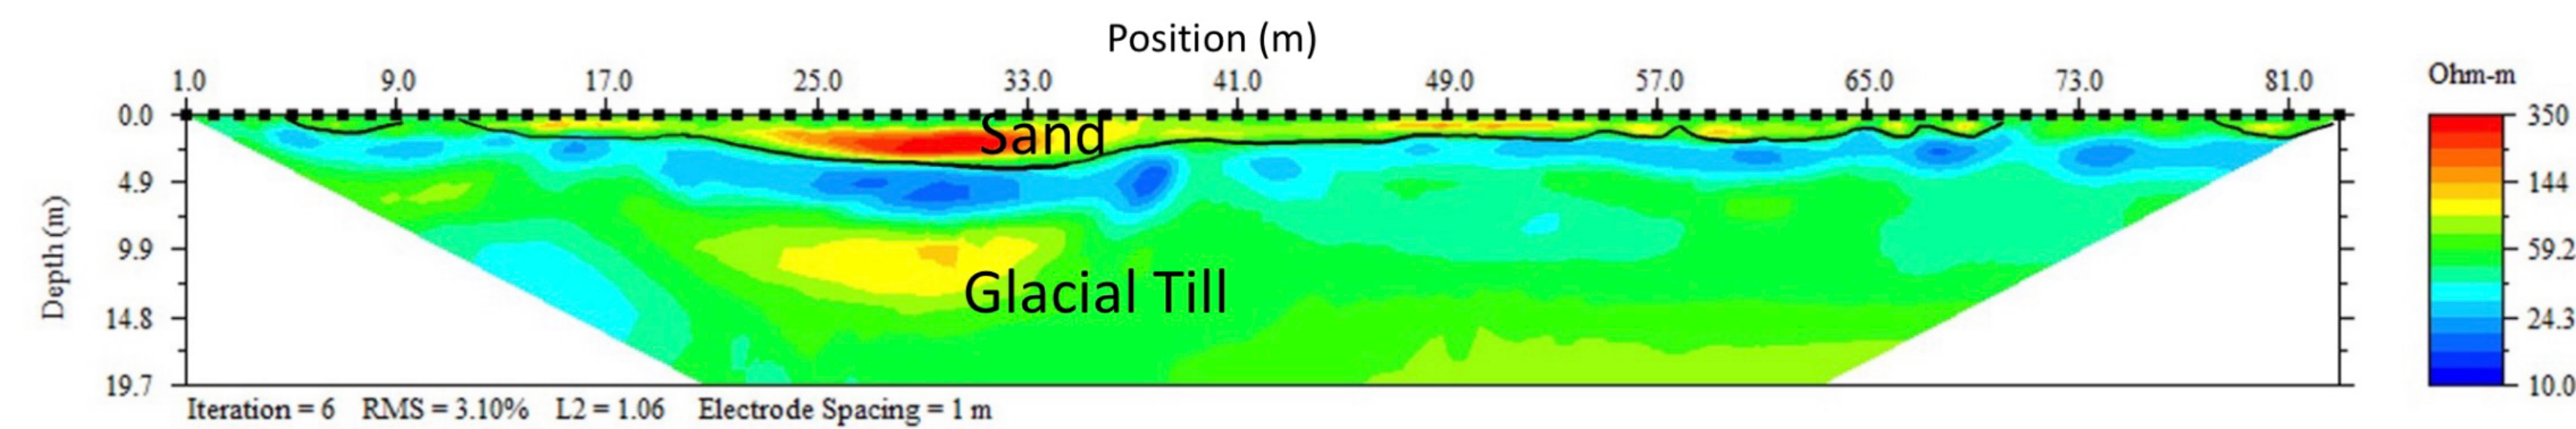 Position (m)
1.0 9.0 17.0 25.0 33.0 41.0 49.0 57.0 65.0 73.0 81.0
Ohm-m
0.0
4.9
9.9
14.8
19.7
Depth (m)
Sand
Glacial Till
350
144
59.2
24.3
10.0
Iteration = 6 RMS = 3.10% L2 = 1.06 Electrode Spacing = 1 m